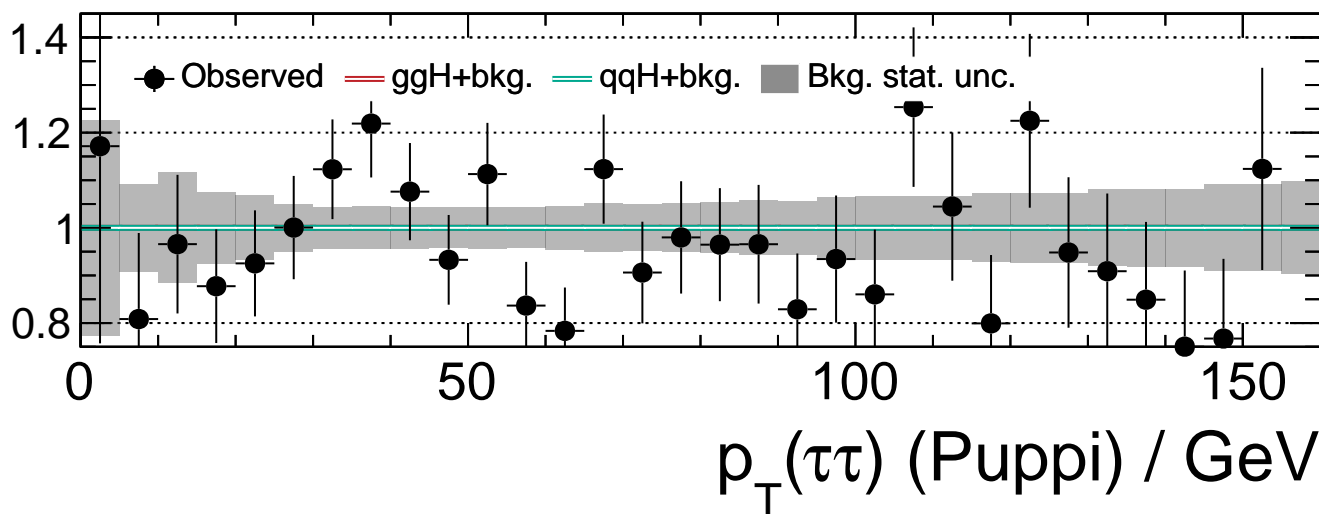 1.4
Observed ggH+bkg. qqH+bkg. Bkg. stat. unc.
1.2
1
0.8
0 50 100 150
p_T(ττ) (Puppi) / GeV